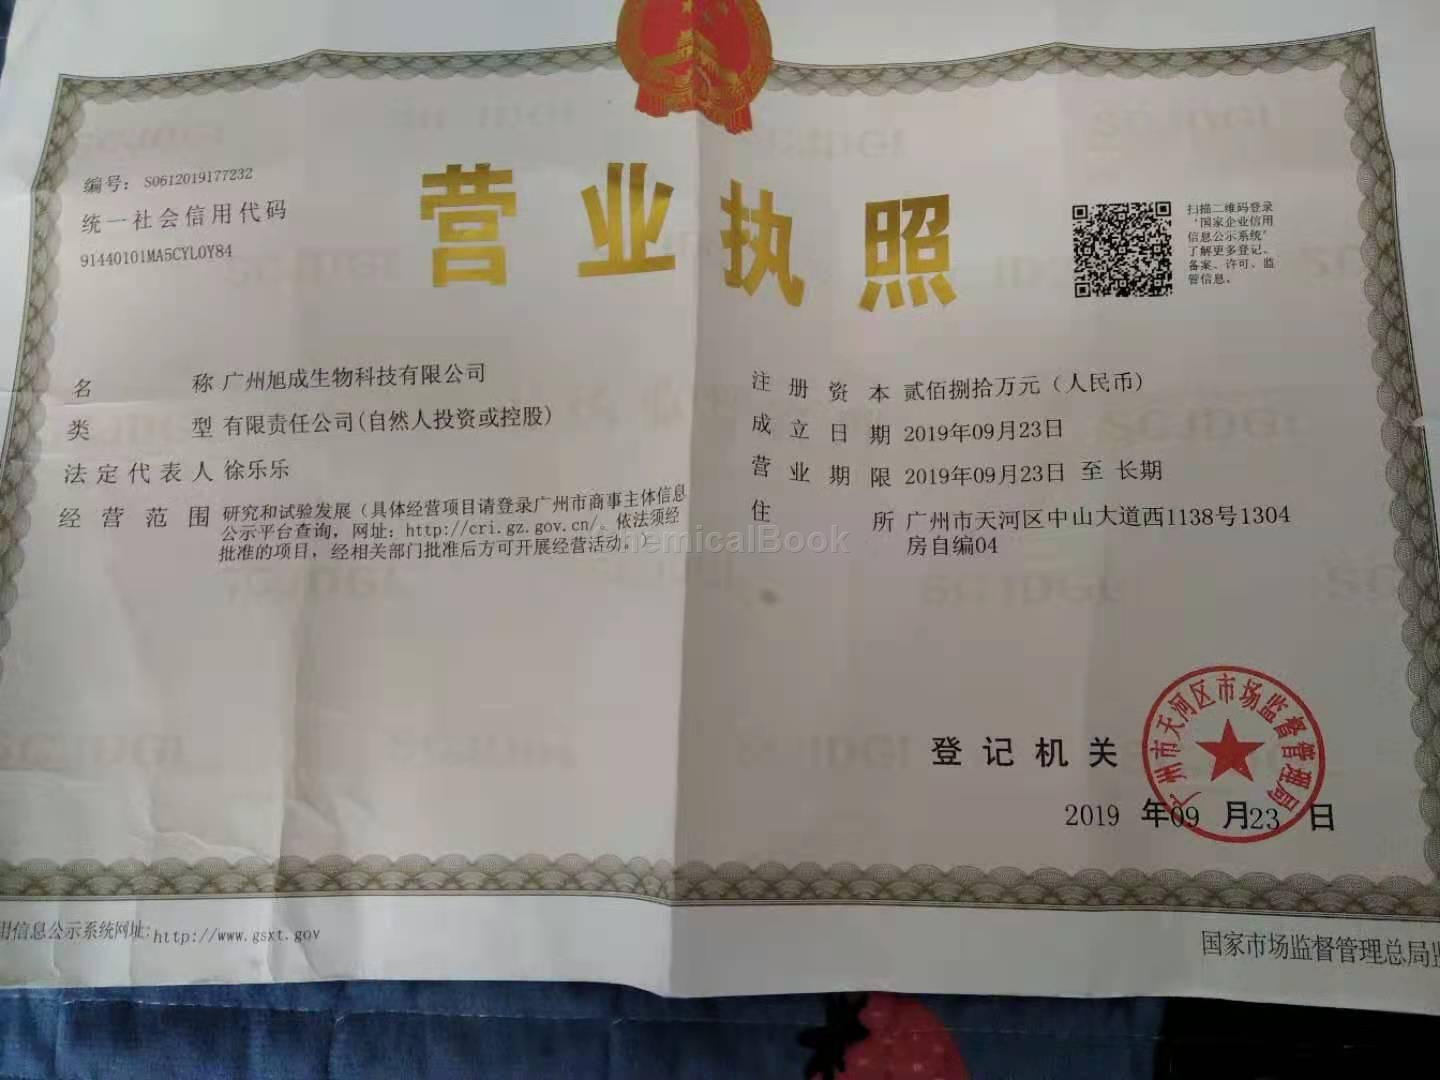 营业执照
编号: S0612019177232
统一社会信用代码
91440101MA5CYL0Y84
扫描二维码登录
‘国家企业信用
信息公示系统’
了解更多登记、
备案、许可、监
管信息。
名称 广州旭成生物科技有限公司
类型 有限责任公司(自然人投资或控股)
法定代表人 徐乐乐
经营范围 研究和试验发展（具体经营项目请登录广州市商事主体信息
公示平台查询，网址: http://cri.gz.gov.cn/。依法须经
批准的项目，经相关部门批准后方可开展经营活动。
注册资本 贰佰捌拾万元（人民币）
成立日期 2019年09月23日
营业期限 2019年09月23日 至 长期
住所 广州市天河区中山大道西1138号1304
房自编04
ChemicalBook
登记机关
广州市天河区市场监督管理局
2019 年09 月23 日
用信息公示系统网址:http://www.gsxt.gov
国家市场监督管理总局监